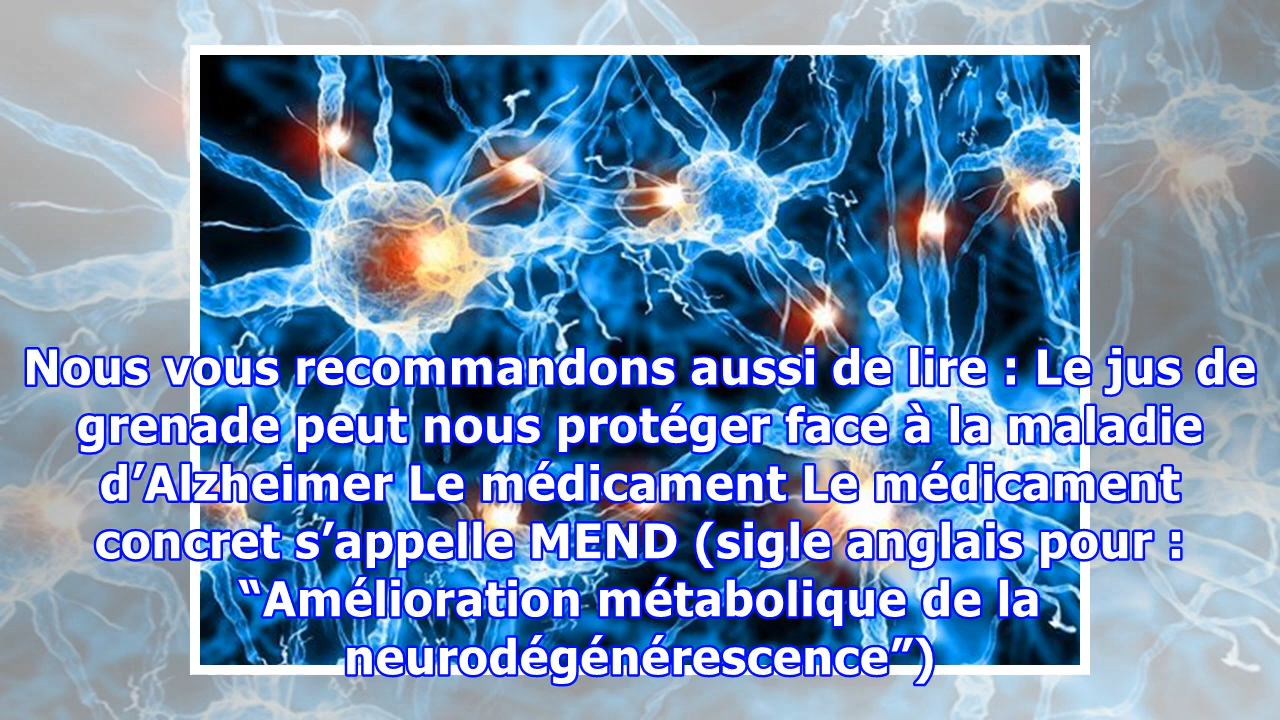 Nous vous recommandons aussi de lire : Le jus de
grenade peut nous protéger face à la maladie
d’Alzheimer Le médicament Le médicament
concret s’appelle MEND (sigle anglais pour :
“Amélioration métabolique de la
neurodégénérescence”)